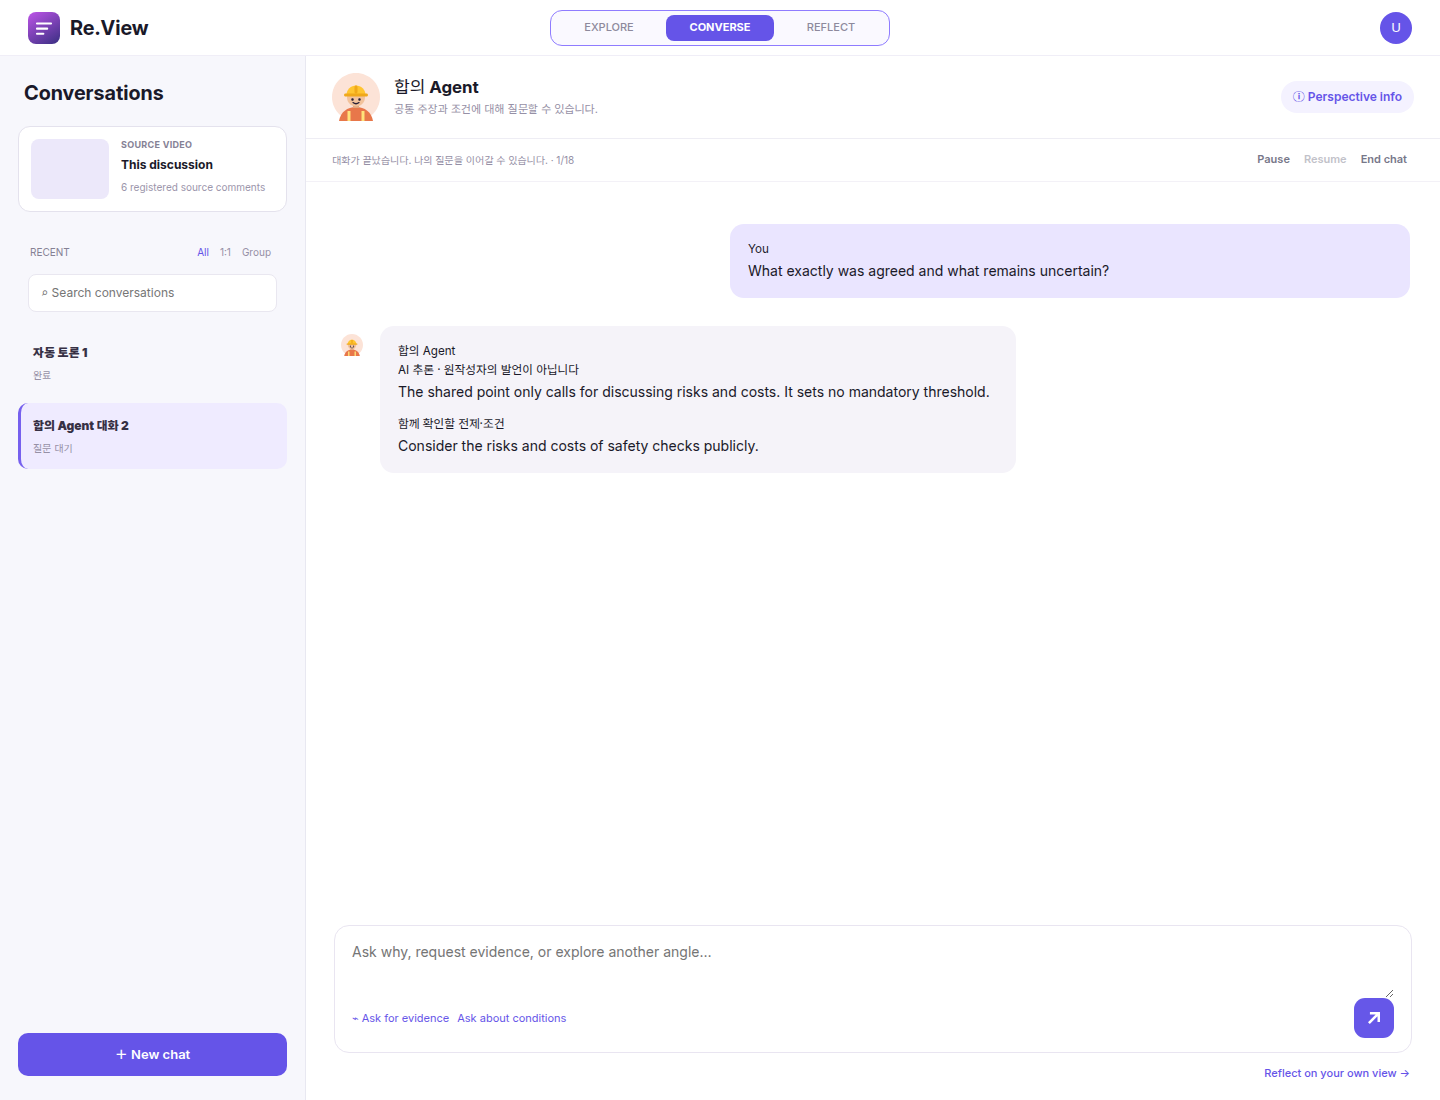 Re.View
EXPLORE
CONVERSE
REFLECT
U
Conversations
SOURCE VIDEO
This discussion
6 registered source comments
RECENT
All
1:1
Group
Search conversations
자동 토론 1
완료
합의 Agent 대화 2
질문 대기
+ New chat
합의 Agent
공통 주장과 조건에 대해 질문할 수 있습니다.
ⓘ Perspective info
대화가 끝났습니다. 나의 질문을 이어갈 수 있습니다. · 1/18
Pause
Resume
End chat
You
What exactly was agreed and what remains uncertain?
합의 Agent
AI 추론 · 원작성자의 발언이 아닙니다
The shared point only calls for discussing risks and costs. It sets no mandatory threshold.
함께 확인할 전제·조건
Consider the risks and costs of safety checks publicly.
Ask why, request evidence, or explore another angle...
⌁ Ask for evidence
Ask about conditions
Reflect on your own view →